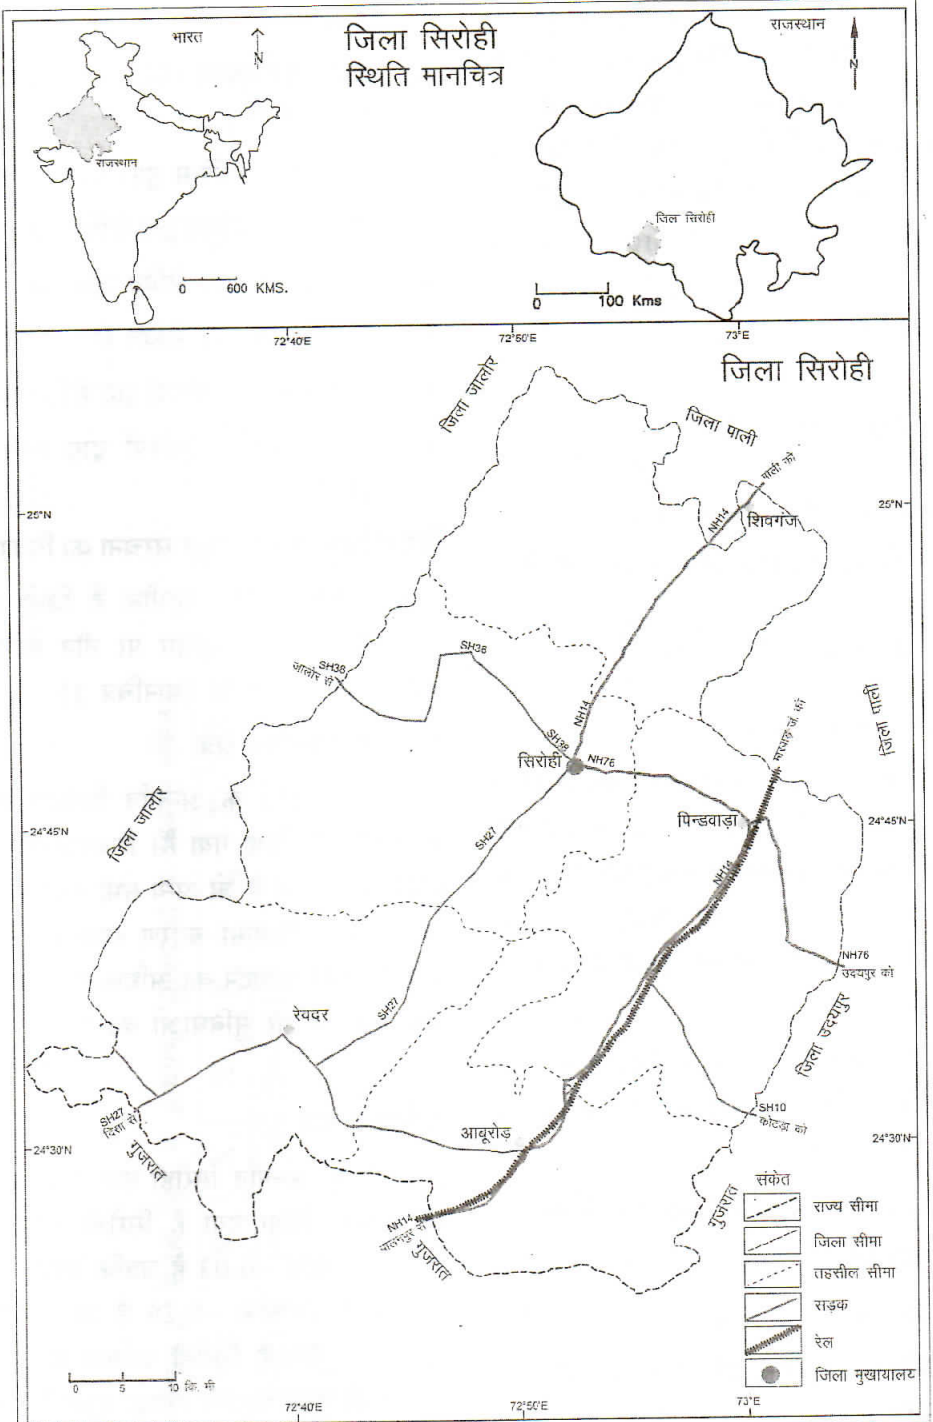 भारत
N
जिला सिरोही
स्थिति मानचित्र
राजस्थान
N
राजस्थान
जिला सिरोही
0 600 KMS.
0 100 Kms
72°40'E
72°50'E
73°E
जिला सिरोही
जिला जालोर
जिला पाली
पाली को
25°N
25°N
NH14
शिवगंज
SH38
SH38
जालोर से
NH14
SH38
सिरोही
NH76
मारवाड़ जं. को
जिला पाली
जिला जालोर
24°45'N
24°45'N
पिन्डवाड़ा
SH27
NH14
NH76
उदयपुर को
SH27
रेवदर
जिला उदयपुर
SH27
दिसा से
SH10
कोटड़ा को
आबूरोड़
24°30'N
24°30'N
गुजरात
NH14
पालनपुर से
गुजरात
गुजरात
संकेत
राज्य सीमा
जिला सीमा
तहसील सीमा
सड़क
रेल
जिला मुखायालय
0 5 10 कि. मी
72°40'E
72°50'E
73°E